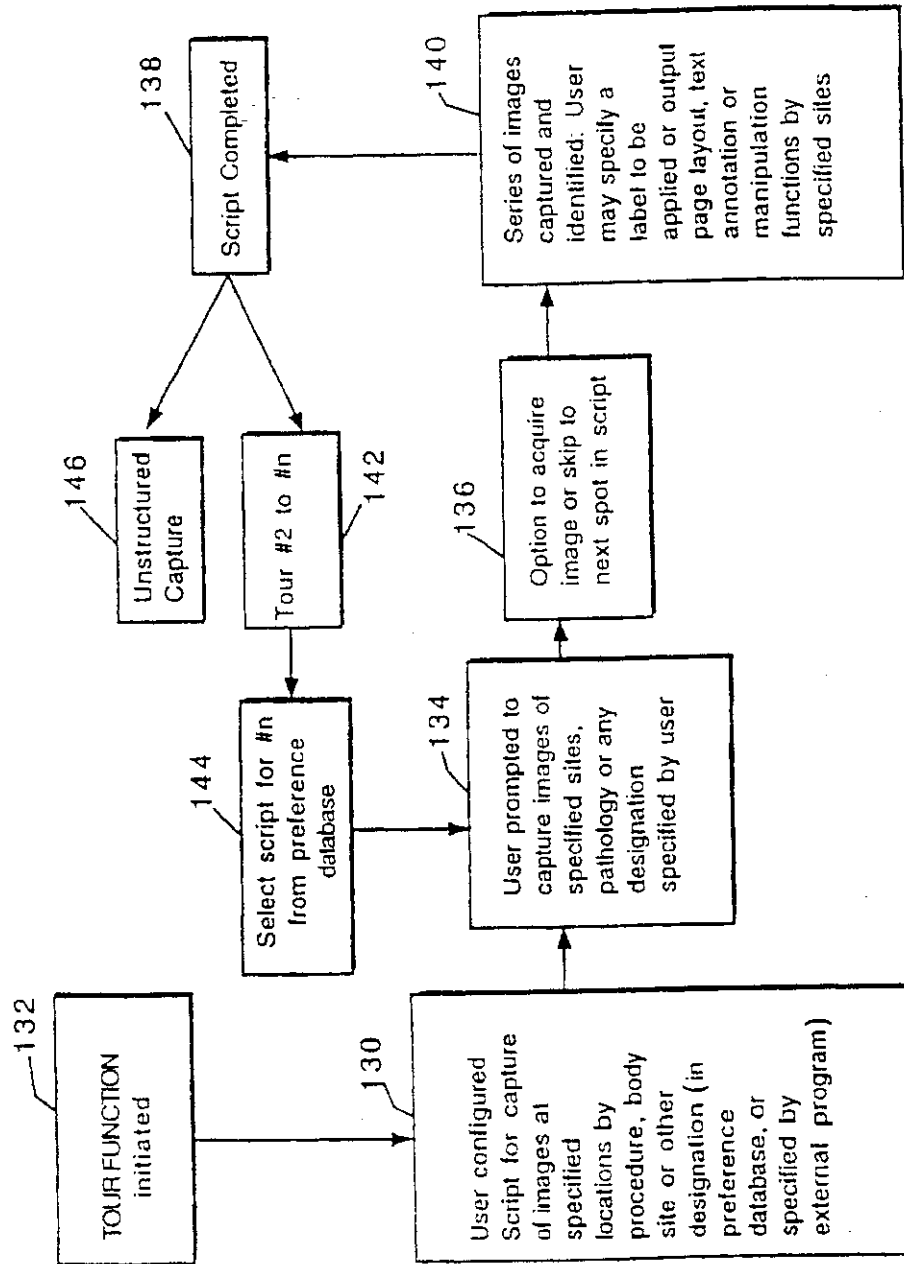 132
TOUR FUNCTION
initiated
130
User configured
Script for capture
of images at
specified
locations by
procedure, body
site or other
designation (in
preference
database, or
specified by
external program)
144
Select script for #n
from preference
database
134
User prompted to
capture images of
specified sites,
pathology or any
designation
specified by user
146
Unstructured
Capture
Tour #2 to #n
142
136
Option to acquire
image or skip to
next spot in script
138
Script Completed
140
Series of images
captured and
identified: User
may specify a
label to be
applied or output
page layout, text
annotation or
manipulation
functions by
specified sites